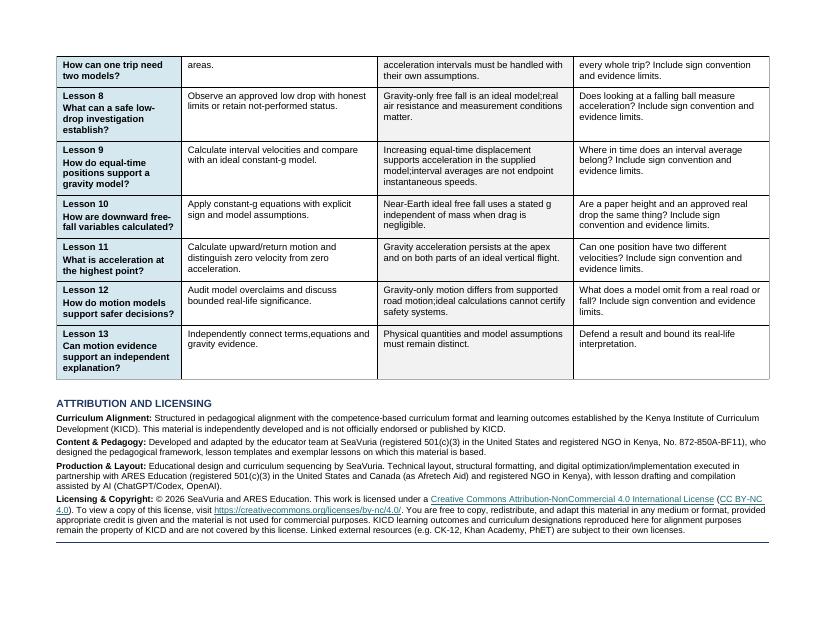 How can one trip need
two models?
areas.
acceleration intervals must be handled with
their own assumptions.
every whole trip? Include sign convention
and evidence limits.
Lesson 8
What can a safe low-
drop investigation
establish?
Observe an approved low drop with honest
limits or retain not-performed status.
Gravity-only free fall is an ideal model;real
air resistance and measurement conditions
matter.
Does looking at a falling ball measure
acceleration? Include sign convention and
evidence limits.
Lesson 9
How do equal-time
positions support a
gravity model?
Calculate interval velocities and compare
with an ideal constant-g model.
Increasing equal-time displacement
supports acceleration in the supplied
model;interval averages are not endpoint
instantaneous speeds.
Where in time does an interval average
belong? Include sign convention and
evidence limits.
Lesson 10
How are downward free-
fall variables calculated?
Apply constant-g equations with explicit
sign and model assumptions.
Near-Earth ideal free fall uses a stated g
independent of mass when drag is
negligible.
Are a paper height and an approved real
drop the same thing? Include sign
convention and evidence limits.
Lesson 11
What is acceleration at
the highest point?
Calculate upward/return motion and
distinguish zero velocity from zero
acceleration.
Gravity acceleration persists at the apex
and on both parts of an ideal vertical flight.
Can one position have two different
velocities? Include sign convention and
evidence limits.
Lesson 12
How do motion models
support safer decisions?
Audit model overclaims and discuss
bounded real-life significance.
Gravity-only motion differs from supported
road motion;ideal calculations cannot certify
safety systems.
What does a model omit from a real road or
fall? Include sign convention and evidence
limits.
Lesson 13
Can motion evidence
support an independent
explanation?
Independently connect terms,equations and
gravity evidence.
Physical quantities and model assumptions
must remain distinct.
Defend a result and bound its real-life
interpretation.
ATTRIBUTION AND LICENSING
Curriculum Alignment: Structured in pedagogical alignment with the competence-based curriculum format and learning outcomes established by the Kenya Institute of Curriculum
Development (KICD). This material is independently developed and is not officially endorsed or published by KICD.
Content & Pedagogy: Developed and adapted by the educator team at SeaVuria (registered 501(c)(3) in the United States and registered NGO in Kenya, No. 872-850A-BF11), who
designed the pedagogical framework, lesson templates and exemplar lessons on which this material is based.
Production & Layout: Educational design and curriculum sequencing by SeaVuria. Technical layout, structural formatting, and digital optimization/implementation executed in
partnership with ARES Education (registered 501(c)(3) in the United States and Canada (as Afretech Aid) and registered NGO in Kenya), with lesson drafting and compilation
assisted by AI (ChatGPT/Codex, OpenAI).
Licensing & Copyright: © 2026 SeaVuria and ARES Education. This work is licensed under a Creative Commons Attribution-NonCommercial 4.0 International License (CC BY-NC
4.0). To view a copy of this license, visit https://creativecommons.org/licenses/by-nc/4.0/. You are free to copy, redistribute, and adapt this material in any medium or format, provided
appropriate credit is given and the material is not used for commercial purposes. KICD learning outcomes and curriculum designations reproduced here for alignment purposes
remain the property of KICD and are not covered by this license. Linked external resources (e.g. CK-12, Khan Academy, PhET) are subject to their own licenses.